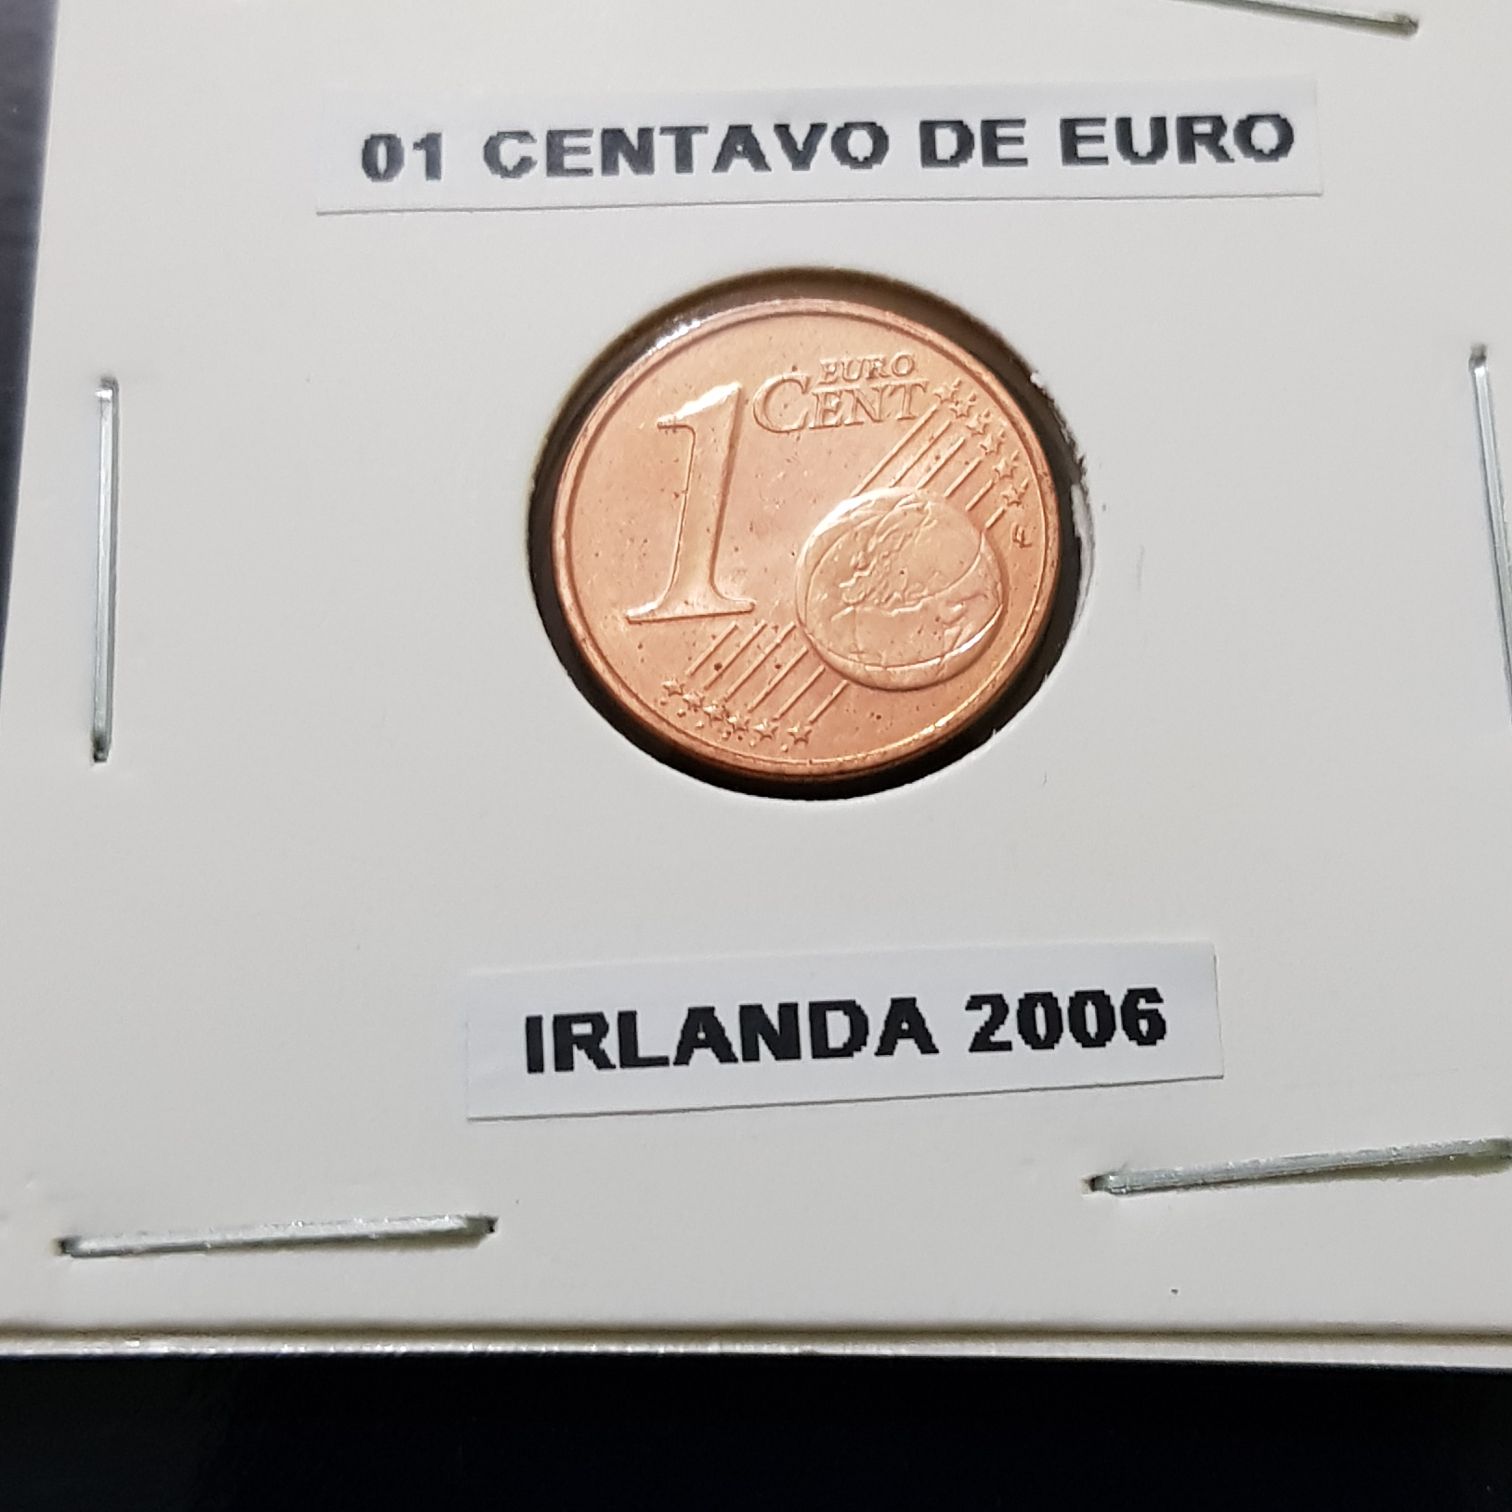 01 CENTAVO DE EURO
1 EURO
CENT
IRLANDA 2006